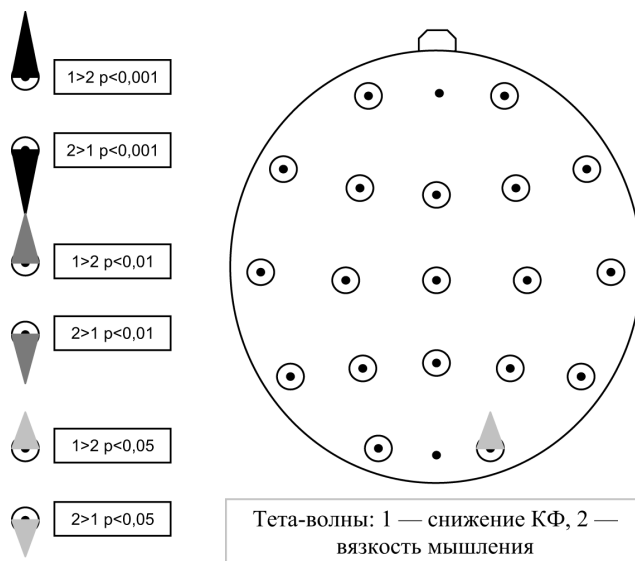 1>2 p<0,001
2>1 p<0,001
1>2 p<0,01
2>1 p<0,01
1>2 p<0,05
2>1 p<0,05
Тета-волны: 1 — снижение КФ, 2 —
вязкость мышления